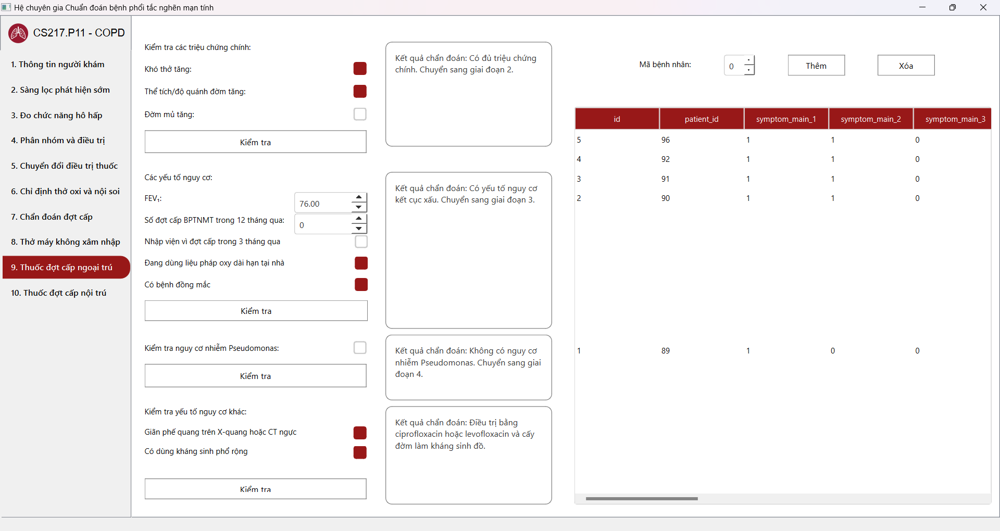 Hệ chuyên gia Chuẩn đoán bệnh phổi tắc nghẽn mạn tính
CS217.P11 - COPD
1. Thông tin người khám
2. Sàng lọc phát hiện sớm
3. Đo chức năng hô hấp
4. Phân nhóm và điều trị
5. Chuyển đổi điều trị thuốc
6. Chỉ định thở oxi và nội soi
7. Chẩn đoán đợt cấp
8. Thở máy không xâm nhập
9. Thuốc đợt cấp ngoại trú
10. Thuốc đợt cấp nội trú
Kiểm tra các triệu chứng chính:
Khó thở tăng:
Thể tích/độ quánh đờm tăng:
Đờm mủ tăng:
Kiểm tra
Kết quả chẩn đoán: Có đủ triệu chứng
chính. Chuyển sang giai đoạn 2.
Các yếu tố nguy cơ:
FEV₁:
76.00
Số đợt cấp BPTNMT trong 12 tháng qua:
0
Nhập viện vì đợt cấp trong 3 tháng qua
Đang dùng liệu pháp oxy dài hạn tại nhà
Có bệnh đồng mắc
Kiểm tra
Kết quả chẩn đoán: Có yếu tố nguy cơ
kết cục xấu. Chuyển sang giai đoạn 3.
Kiểm tra nguy cơ nhiễm Pseudomonas:
Kiểm tra
Kết quả chẩn đoán: Không có nguy cơ
nhiễm Pseudomonas. Chuyển sang giai
đoạn 4.
Kiểm tra yếu tố nguy cơ khác:
Giãn phế quang trên X-quang hoặc CT ngực
Có dùng kháng sinh phổ rộng
Kiểm tra
Kết quả chẩn đoán: Điều trị bằng
ciprofloxacin hoặc levofloxacin và cấy
đờm làm kháng sinh đồ.
Mã bệnh nhân:
0
Thêm
Xóa
id patient_id symptom_main_1 symptom_main_2 symptom_main_3
5 96 1 1 0
4 92 1 1 0
3 91 1 1 0
2 90 1 1 0
1 89 1 0 0